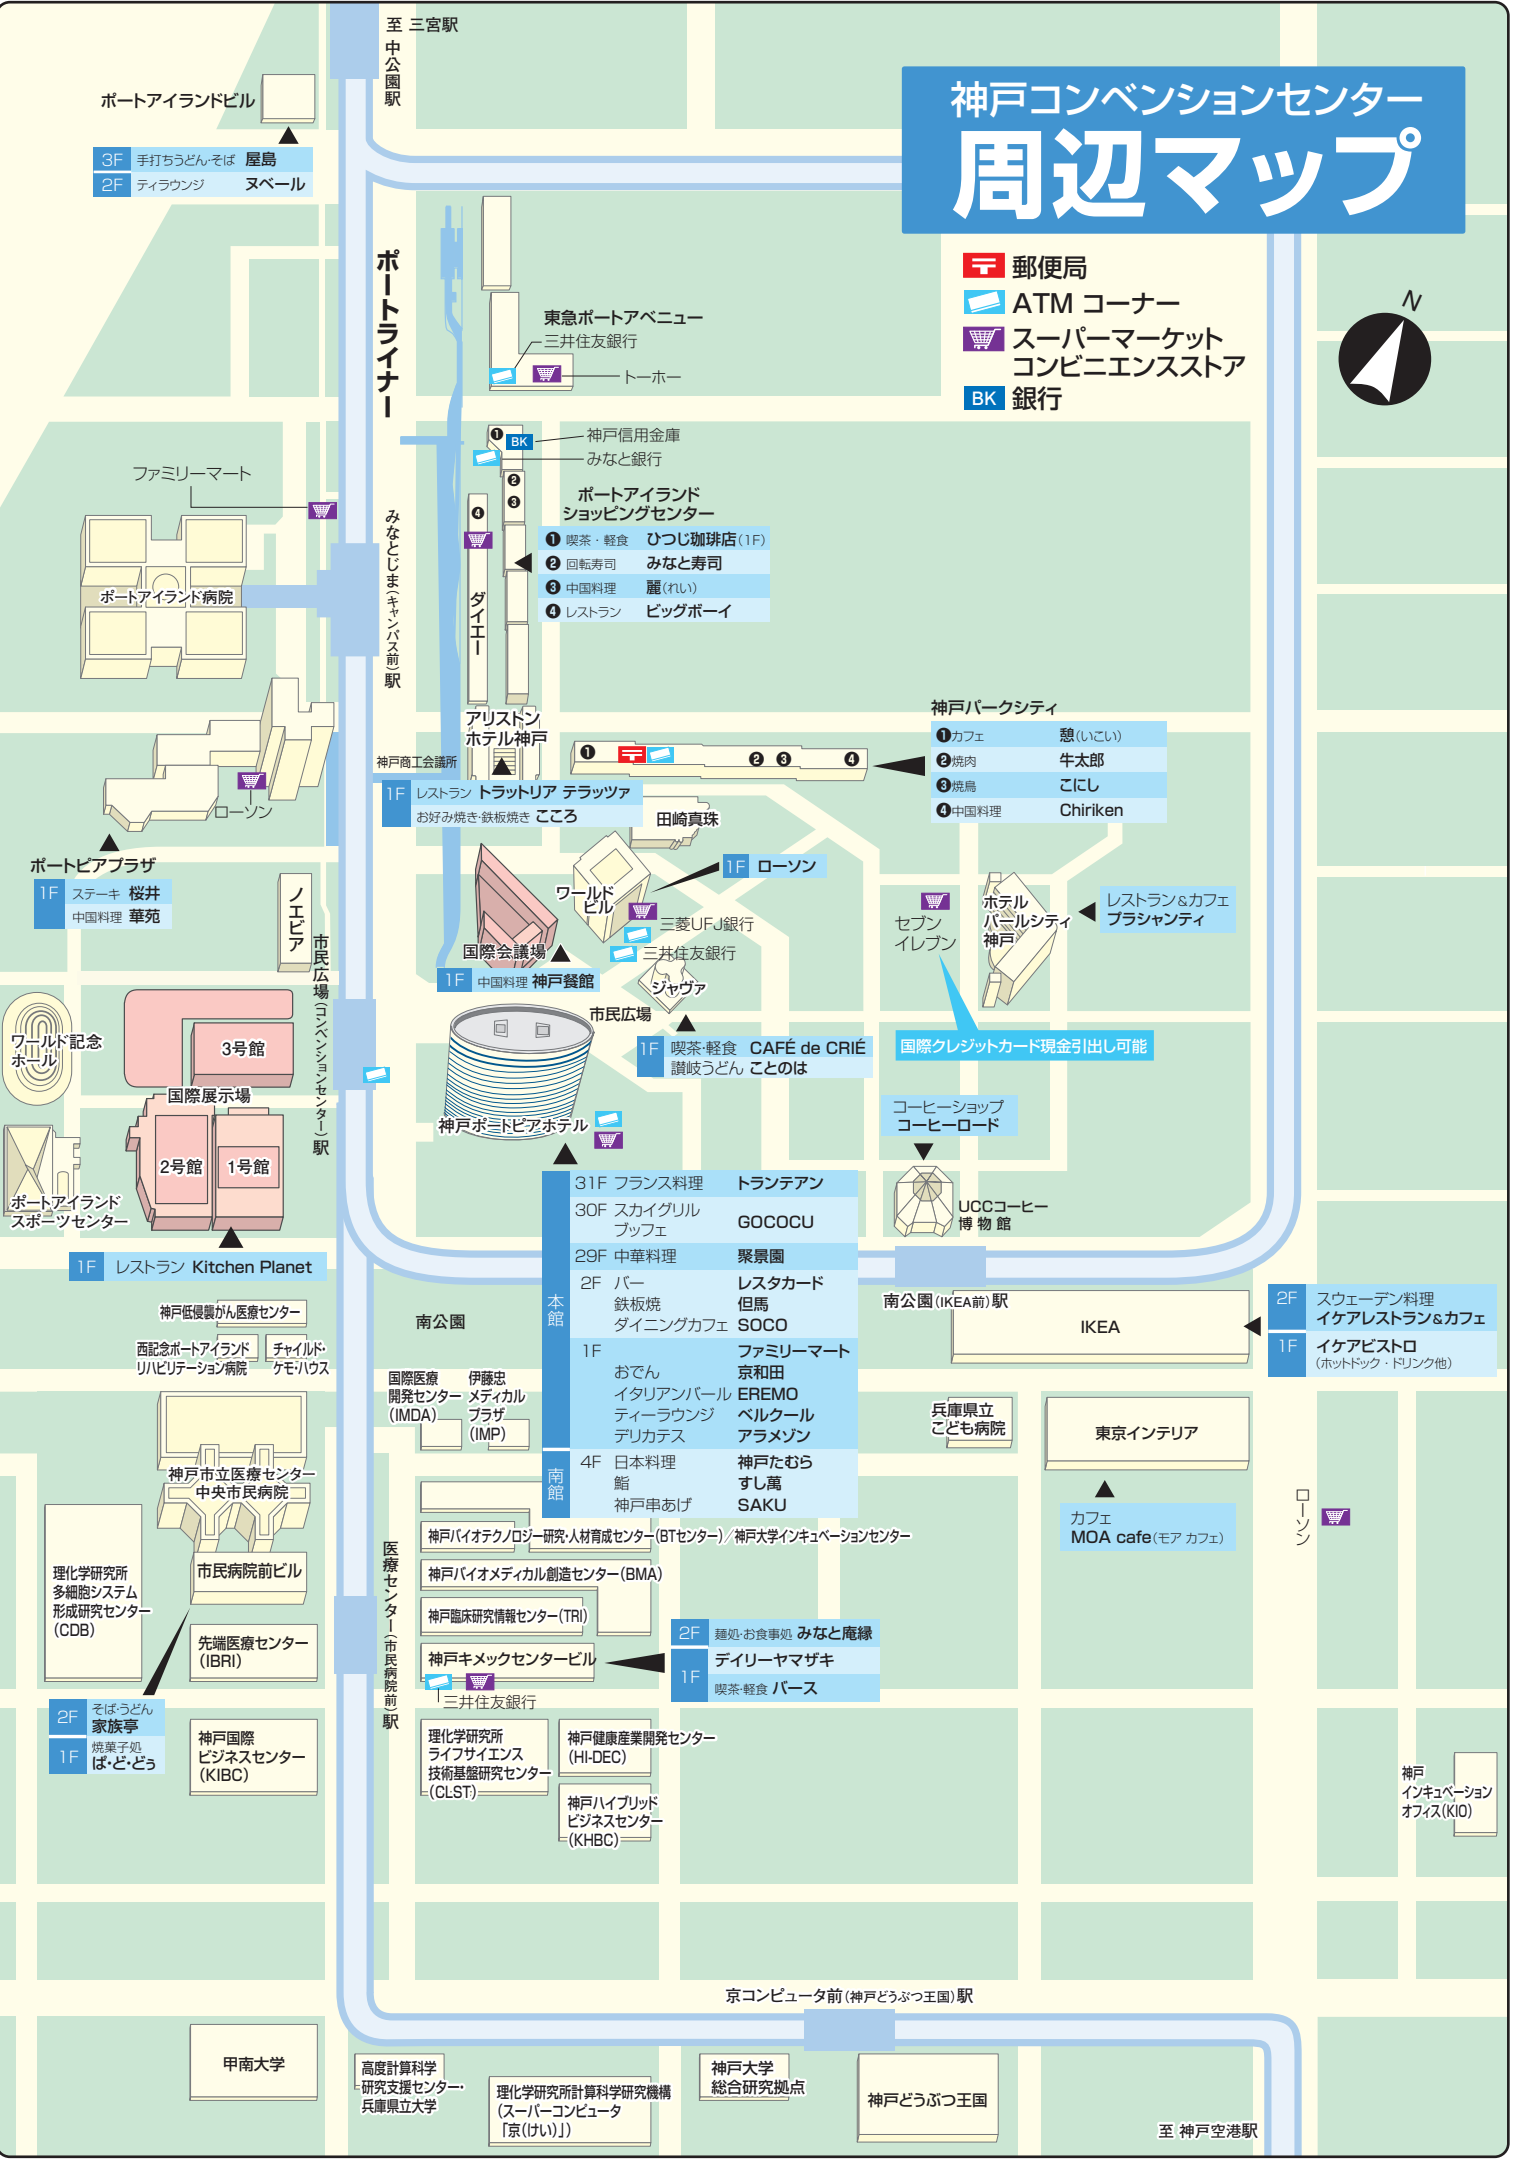 至 三宮駅
中公園駅
神戸コンベンションセンター
周辺マップ
ポートアイランドビル
3F 手打ちうどん・そば 屋島
2F ティラウンジ ヌベール
郵便局
ATM コーナー
スーパーマーケット
コンビニエンスストア
BK 銀行
N
ポートライナー
東急ポートアベニュー
三井住友銀行
トーホー
❶
BK
神戸信用金庫
みなと銀行
❷
❸
❹
ダイエー
ポートアイランド
ショッピングセンター
❶ 喫茶・軽食 ひつじ珈琲店(1F)
❷ 回転寿司 みなと寿司
❸ 中国料理 麗(れい)
❹ レストラン ビッグボーイ
ファミリーマート
ポートアイランド病院
みなとじま(キャンパス前)駅
アリストン
ホテル神戸
神戸商工会議所
1F レストラン トラットリア テラッツァ
お好み焼き・鉄板焼き こころ
❶
❷ ❸ ❹
神戸パークシティ
❶カフェ 憩(いこい)
❷焼肉 牛太郎
❸焼鳥 こにし
❹中国料理 Chiriken
田崎真珠
ローソン
ポートピアプラザ
1F ステーキ 桜井
中国料理 華苑
ノエビア
市民広場(コンベンションセンター)駅
ワールド
ビル
1F ローソン
三菱UFJ銀行
三井住友銀行
国際会議場
1F 中国料理 神戸餐館
ジャヴァ
市民広場
1F 喫茶・軽食 CAFÉ de CRIÉ
讃岐うどん ことのは
セブン
イレブン
国際クレジットカード現金引出し可能
ホテル
パールシティ
神戸
レストラン&カフェ
プラシャンティ
コーヒーショップ
コーヒーロード
UCCコーヒー
博物館
ワールド記念
ホール
3号館
国際展示場
2号館
1号館
ポートアイランド
スポーツセンター
1F レストラン Kitchen Planet
神戸ポートピアホテル
本館
31F フランス料理 トランテアン
30F スカイグリル
ブッフェ GOCOCU
29F 中華料理 聚景園
2F バー レスタカード
鉄板焼 但馬
ダイニングカフェ SOCO
1F ファミリーマート
おでん 京和田
イタリアンバール EREMO
ティーラウンジ ベルクール
デリカテス アラメゾン
南館
4F 日本料理 神戸たむら
鮨 すし萬
神戸串あげ SAKU
南公園
南公園(IKEA前)駅
IKEA
2F スウェーデン料理
イケアレストラン&カフェ
1F イケアビストロ
(ホットドック・ドリンク他)
神戸低侵襲がん医療センター
西記念ポートアイランド
リハビリテーション病院
チャイルド・
ケモ・ハウス
国際医療
開発センター
(IMDA)
伊藤忠
メディカル
プラザ
(IMP)
兵庫県立
こども病院
東京インテリア
カフェ
MOA cafe(モア カフェ)
ローソン
神戸市立医療センター
中央市民病院
市民病院前ビル
理化学研究所
多細胞システム
形成研究センター
(CDB)
先端医療センター
(IBRI)
2F そば・うどん
家族亭
1F 焼菓子処
ぱ・ど・どぅ
神戸国際
ビジネスセンター
(KIBC)
医療センター(市民病院前)駅
神戸バイオテクノロジー研究・人材育成センター(BTセンター)／神戸大学インキュベーションセンター
神戸バイオメディカル創造センター(BMA)
神戸臨床研究情報センター(TRI)
神戸キメックセンタービル
三井住友銀行
2F 麺処・お食事処 みなと庵縁
1F デイリーヤマザキ
喫茶・軽食 バース
理化学研究所
ライフサイエンス
技術基盤研究センター
(CLST)
神戸健康産業開発センター
(HI-DEC)
神戸ハイブリッド
ビジネスセンター
(KHBC)
神戸
インキュベーション
オフィス(KIO)
京コンピュータ前(神戸どうぶつ王国)駅
甲南大学
高度計算科学
研究支援センター・
兵庫県立大学
理化学研究所計算科学研究機構
(スーパーコンピュータ
「京(けい)」)
神戸大学
総合研究拠点
神戸どうぶつ王国
至 神戸空港駅